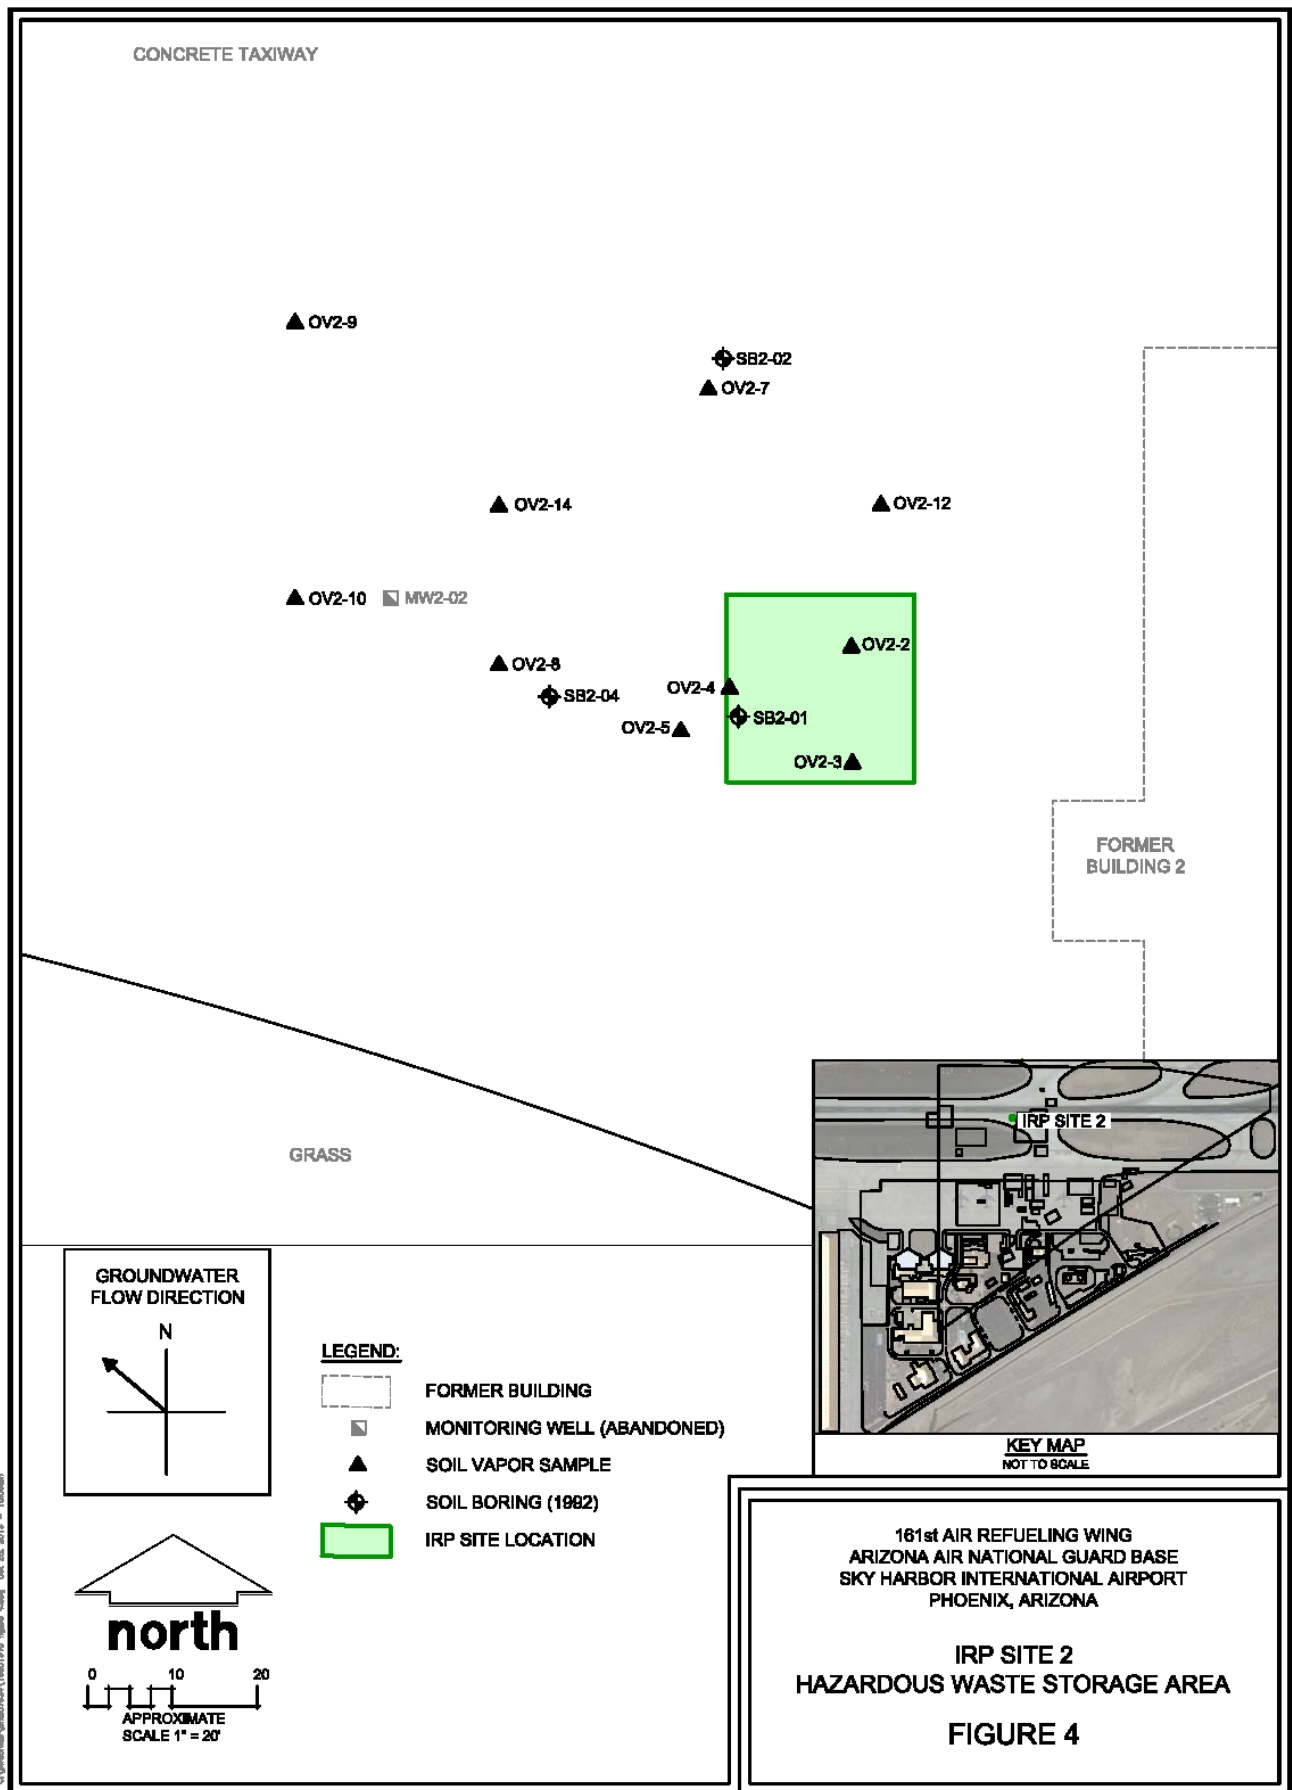 CONCRETE TAXIWAY
OV2-9
SB2-02
OV2-7
OV2-14
OV2-12
OV2-10
MW2-02
OV2-2
OV2-8
OV2-4
SB2-04
SB2-01
OV2-5
OV2-3
FORMER
BUILDING 2
GRASS
IRP SITE 2
KEY MAP
NOT TO SCALE
GROUNDWATER
FLOW DIRECTION
N
LEGEND:
FORMER BUILDING
MONITORING WELL (ABANDONED)
SOIL VAPOR SAMPLE
SOIL BORING (1992)
IRP SITE LOCATION
north
0 10 20
APPROXIMATE
SCALE 1" = 20'
161st AIR REFUELING WING
ARIZONA AIR NATIONAL GUARD BASE
SKY HARBOR INTERNATIONAL AIRPORT
PHOENIX, ARIZONA
IRP SITE 2
HAZARDOUS WASTE STORAGE AREA
FIGURE 4